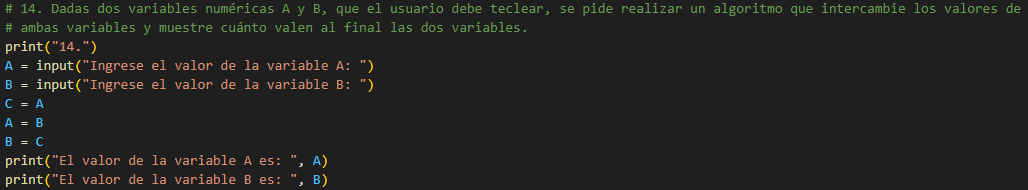 # 14. Dadas dos variables numéricas A y B, que el usuario debe teclear, se pide realizar un algoritmo que intercambie los valores de
# ambas variables y muestre cuánto valen al final las dos variables.
print("14.")
A = input("Ingrese el valor de la variable A: ")
B = input("Ingrese el valor de la variable B: ")
C = A
A = B
B = C
print("El valor de la variable A es: ", A)
print("El valor de la variable B es: ", B)